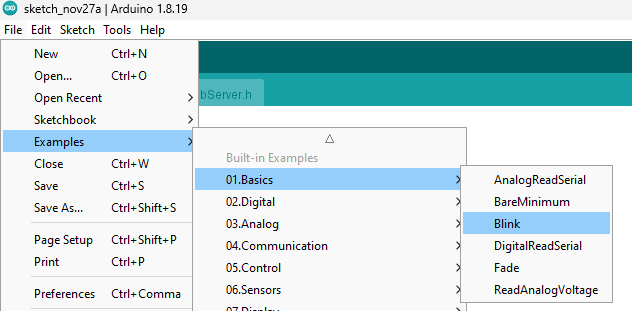 sketch_nov27a | Arduino 1.8.19
File Edit Sketch Tools Help
New Ctrl+N
Open... Ctrl+O
Open Recent
Sketchbook
Examples
Close Ctrl+W
Save Ctrl+S
Save As... Ctrl+Shift+S
Page Setup Ctrl+Shift+P
Print Ctrl+P
Preferences Ctrl+Comma
bServer.h
Built-in Examples
01.Basics
02.Digital
03.Analog
04.Communication
05.Control
06.Sensors
07.Display
AnalogReadSerial
BareMinimum
Blink
DigitalReadSerial
Fade
ReadAnalogVoltage